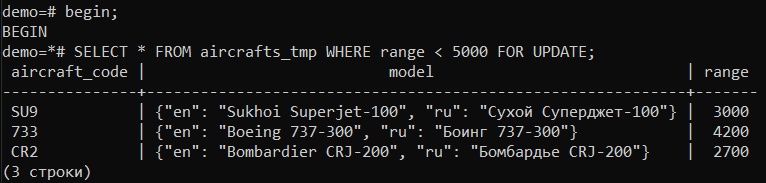 demo=# begin;
BEGIN
demo=*# SELECT * FROM aircrafts_tmp WHERE range < 5000 FOR UPDATE;
 aircraft_code |                         model                          | range
---------------+--------------------------------------------------------+-------
 SU9           | {"en": "Sukhoi Superjet-100", "ru": "Сухой Суперджет-100"} |  3000
 733           | {"en": "Boeing 737-300", "ru": "Боинг 737-300"}            |  4200
 CR2           | {"en": "Bombardier CRJ-200", "ru": "Бомбардье CRJ-200"}    |  2700
(3 строки)